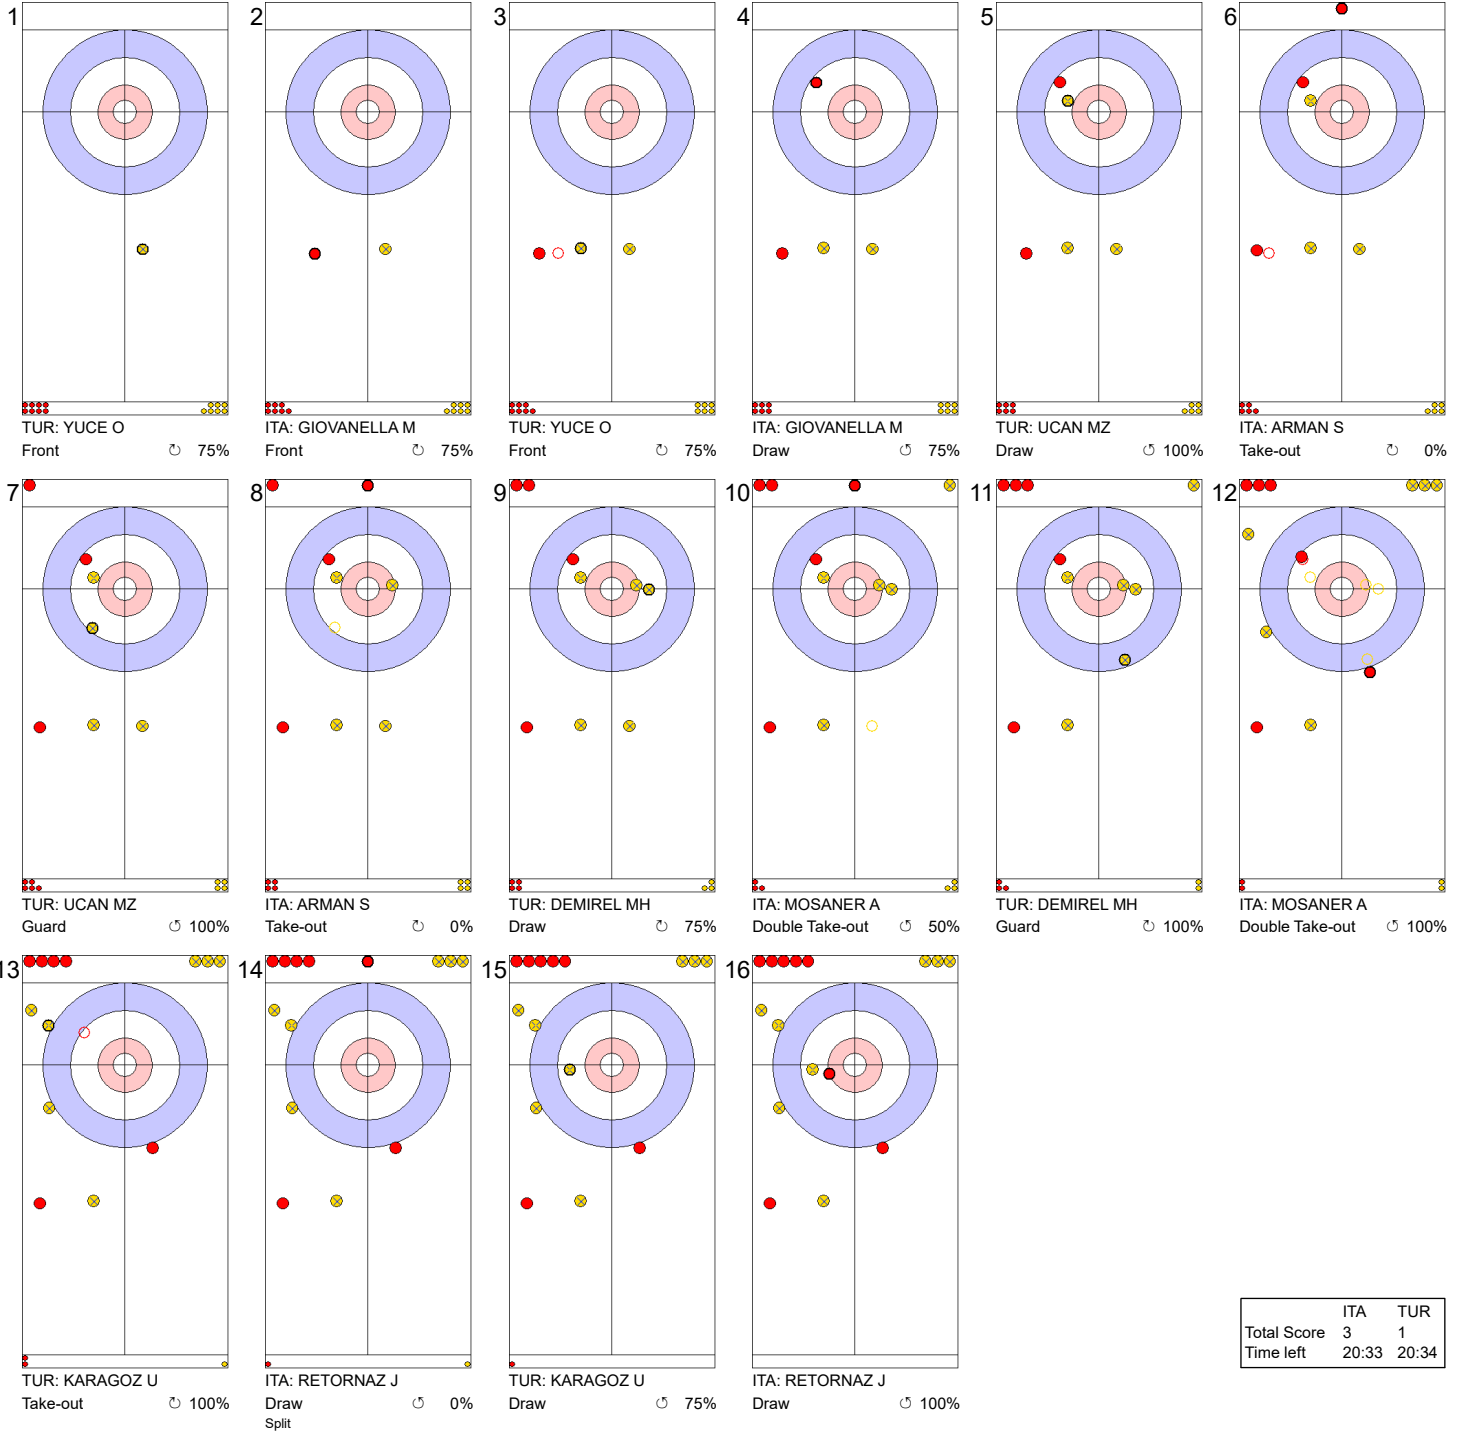 1
TUR: YUCE O
Front ↻ 75%
2
ITA: GIOVANELLA M
Front ↻ 75%
3
TUR: YUCE O
Front ↻ 75%
4
ITA: GIOVANELLA M
Draw ↺ 75%
5
TUR: UCAN MZ
Draw ↺ 100%
6
ITA: ARMAN S
Take-out ↻ 0%
7
TUR: UCAN MZ
Guard ↺ 100%
8
ITA: ARMAN S
Take-out ↻ 0%
9
TUR: DEMIREL MH
Draw ↺ 75%
10
ITA: MOSANER A
Double Take-out ↺ 50%
11
TUR: DEMIREL MH
Guard ↺ 100%
12
ITA: MOSANER A
Double Take-out ↺ 100%
13
TUR: KARAGOZ U
Take-out ↺ 100%
14
ITA: RETORNAZ J
Draw ↺ 0%
Split
15
TUR: KARAGOZ U
Draw ↺ 75%
16
ITA: RETORNAZ J
Draw ↺ 100%
ITA TUR
Total Score 3 1
Time left 20:33 20:34